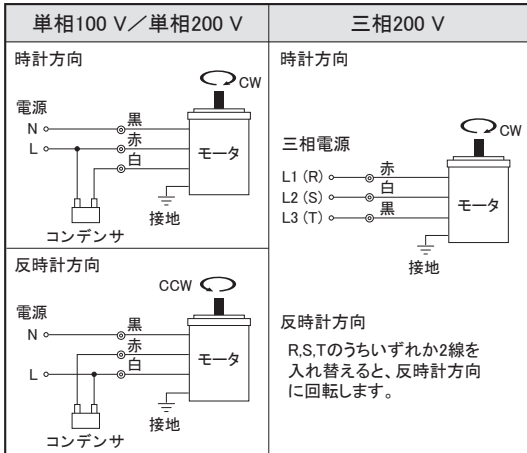 単相100 V／単相200 V
三相200 V
時計方向
CW
電源
N
黒
L
赤
白
モータ
接地
コンデンサ
反時計方向
CCW
電源
N
黒
赤
L
白
モータ
接地
コンデンサ
時計方向
CW
三相電源
L1 (R)
赤
L2 (S)
白
L3 (T)
黒
モータ
接地
反時計方向
R,S,Tのうちいずれか2線を
入れ替えると、反時計方向
に回転します。